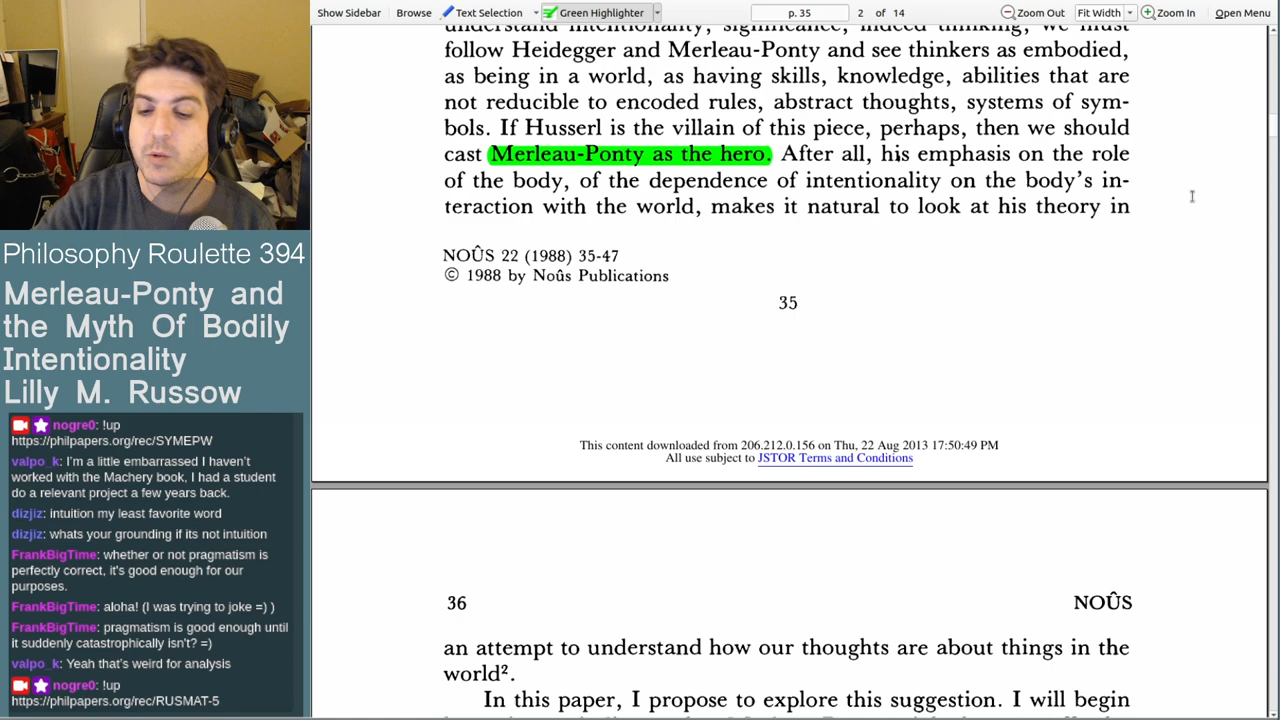 Show Sidebar Browse Text Selection Green Highlighter p. 35 2 of 14 Zoom Out Fit Width Zoom In Open Menu
follow Heidegger and Merleau-Ponty and see thinkers as embodied,
as being in a world, as having skills, knowledge, abilities that are
not reducible to encoded rules, abstract thoughts, systems of sym-
bols. If Husserl is the villain of this piece, perhaps, then we should
cast Merleau-Ponty as the hero. After all, his emphasis on the role
of the body, of the dependence of intentionality on the body's in-
teraction with the world, makes it natural to look at his theory in
NOÛS 22 (1988) 35-47
© 1988 by Noûs Publications
35
This content downloaded from 206.212.0.156 on Thu, 22 Aug 2013 17:50:49 PM
All use subject to JSTOR Terms and Conditions
36 NOÛS
an attempt to understand how our thoughts are about things in the
world².
In this paper, I propose to explore this suggestion. I will begin
Philosophy Roulette 394
Merleau-Ponty and
the Myth Of Bodily
Intentionality
Lilly M. Russow
nogre0: !up
https://philpapers.org/rec/SYMEPW
valpo_k: I'm a little embarrassed I haven't
worked with the Machery book, I had a student
do a relevant project a few years back.
dizjiz: intuition my least favorite word
dizjiz: whats your grounding if its not intuition
FrankBigTime: whether or not pragmatism is
perfectly correct, it's good enough for our
purposes.
FrankBigTime: aloha! (I was trying to joke =) )
FrankBigTime: pragmatism is good enough until
it suddenly catastrophically isn't? =)
valpo_k: Yeah that's weird for analysis
nogre0: !up
https://philpapers.org/rec/RUSMAT-5